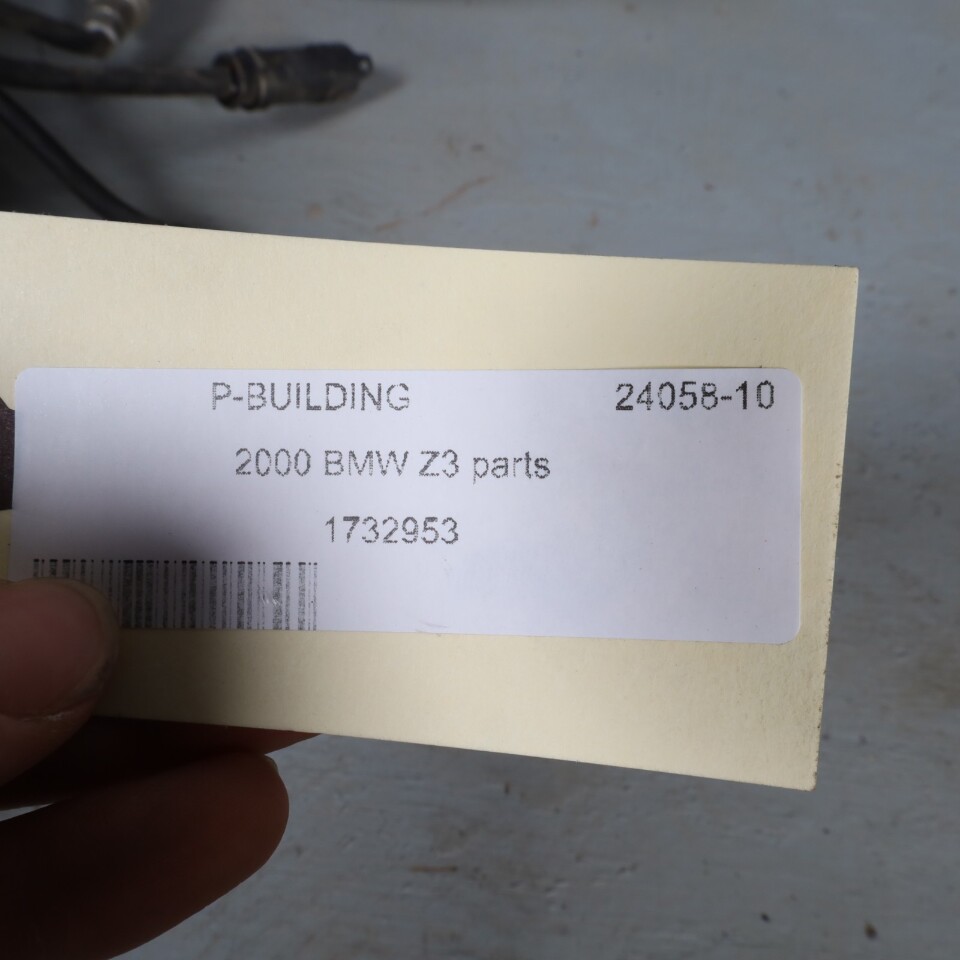 P-BUILDING 24058-10
2000 BMW Z3 parts
1732953